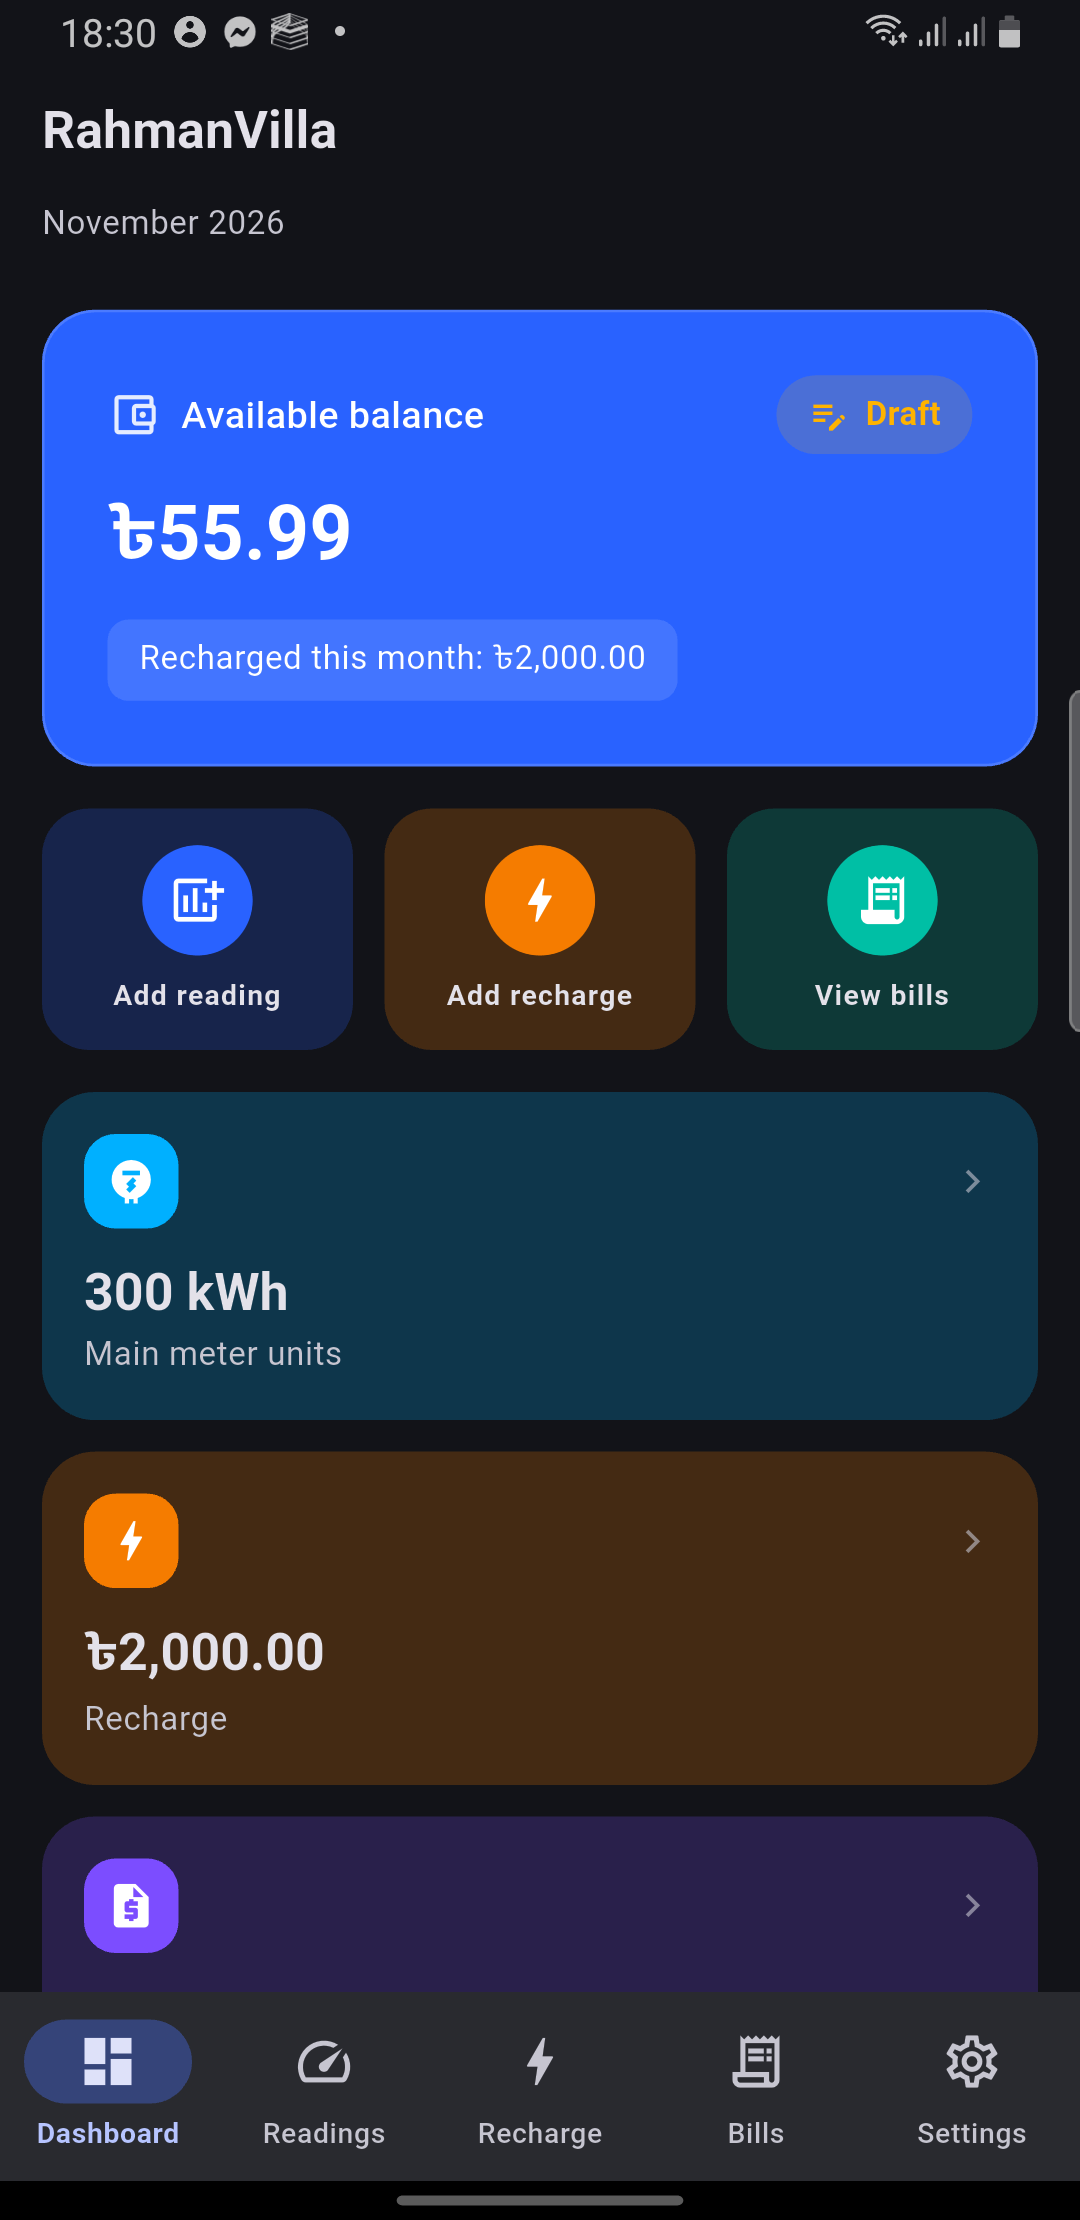 18:30
RahmanVilla
November 2026
Available balance
Draft
৳55.99
Recharged this month: ৳2,000.00
Add reading
Add recharge
View bills
300 kWh
Main meter units
৳2,000.00
Recharge
Dashboard
Readings
Recharge
Bills
Settings